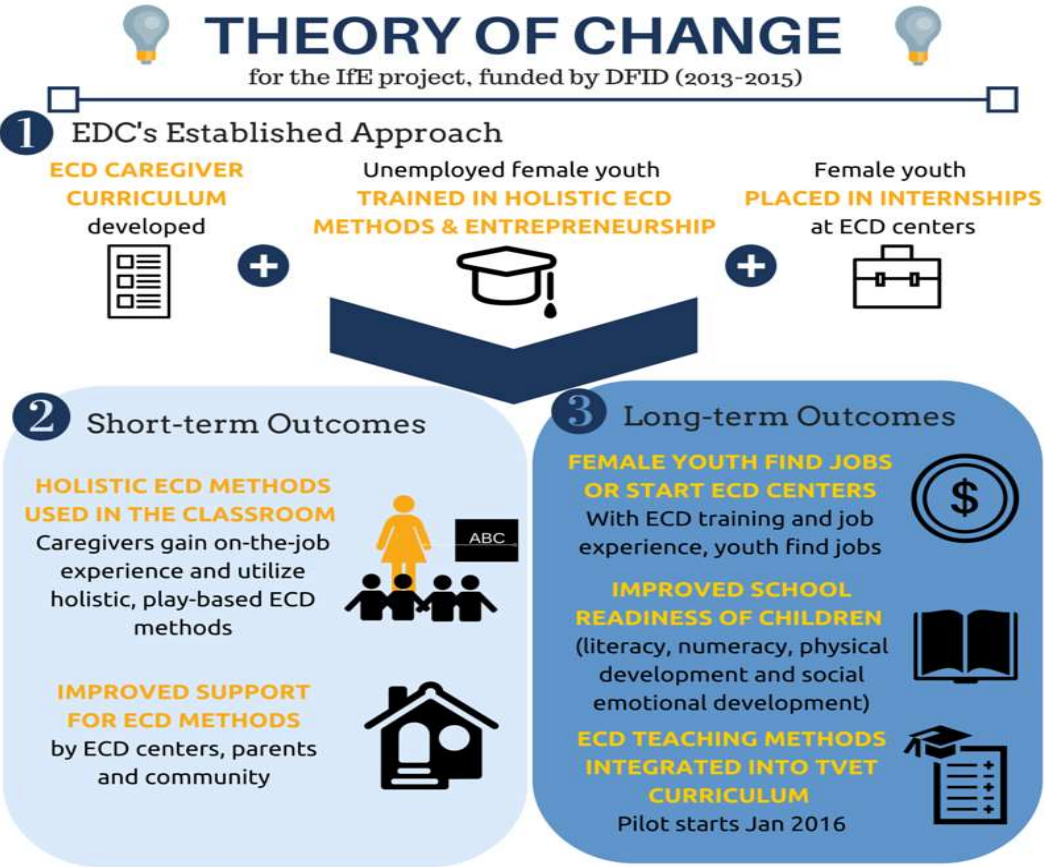 THEORY OF CHANGE
for the IfE project, funded by DFID (2013-2015)
1 EDC's Established Approach
ECD CAREGIVER
CURRICULUM
developed
Unemployed female youth
TRAINED IN HOLISTIC ECD
METHODS & ENTREPRENEURSHIP
Female youth
PLACED IN INTERNSHIPS
at ECD centers
2 Short-term Outcomes
HOLISTIC ECD METHODS
USED IN THE CLASSROOM
Caregivers gain on-the-job
experience and utilize
holistic, play-based ECD
methods
ABC
IMPROVED SUPPORT
FOR ECD METHODS
by ECD centers, parents
and community
3 Long-term Outcomes
FEMALE YOUTH FIND JOBS
OR START ECD CENTERS
With ECD training and job
experience, youth find jobs
$
IMPROVED SCHOOL
READINESS OF CHILDREN
(literacy, numeracy, physical
development and social
emotional development)
ECD TEACHING METHODS
INTEGRATED INTO TVET
CURRICULUM
Pilot starts Jan 2016